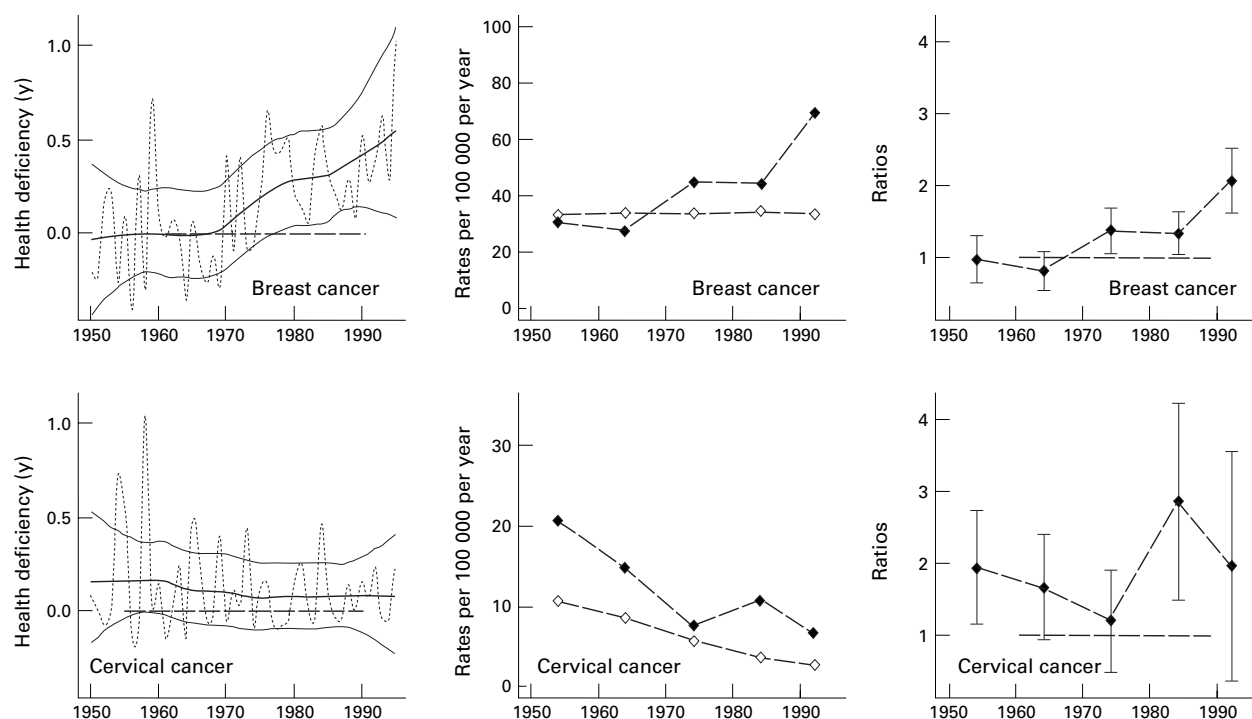 Health deficiency (y)
1.0
0.5
0.0
Breast cancer
1950 1960 1970 1980 1990
Rates per 100 000 per year
100
80
60
40
20
0
Breast cancer
1950 1960 1970 1980 1990
Ratios
4
3
2
1
Breast cancer
1950 1960 1970 1980 1990
Health deficiency (y)
1.0
0.5
0.0
Cervical cancer
1950 1960 1970 1980 1990
Rates per 100 000 per year
30
20
10
0
Cervical cancer
1950 1960 1970 1980 1990
Ratios
4
3
2
1
Cervical cancer
1950 1960 1970 1980 1990